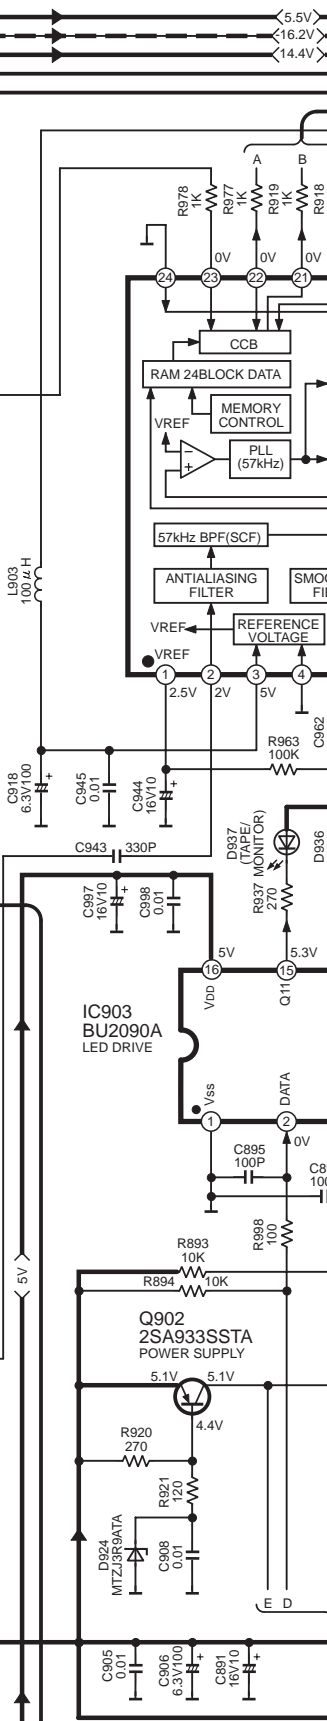 5.5V
-16.2V
14.4V
A
B
R978
1K
R977
1K
R919
1K
R918
0V
0V
0V
24
23
22
21
CCB
RAM 24BLOCK DATA
MEMORY
CONTROL
VREF
−
+
PLL
(57kHz)
57kHz BPF(SCF)
ANTIALIASING
FILTER
SMOO
FIL
L903
100 μ H
VREF
REFERENCE
VOLTAGE
VREF
1
2
3
4
2.5V
2V
5V
C962
R963
100K
C918
6.3V100
+
C945
0.01
C944
16V10
+
C943
330P
D937
(TAPE/
MONITOR)
D936
R937
270
C997
16V10
+
C998
0.01
5V
5.3V
16
15
VDD
Q11
IC903
BU2090A
LED DRIVE
Vss
DATA
1
2
0V
C895
100P
C8
100
R998
100
5V
R893
10K
R894
10K
Q902
2SA933SSTA
POWER SUPPLY
5.1V
5.1V
4.4V
R920
270
R921
120
D924
MTZJ3R9ATA
C908
0.01
E
D
C905
0.01
C906
6.3V100
+
C891
16V10
+